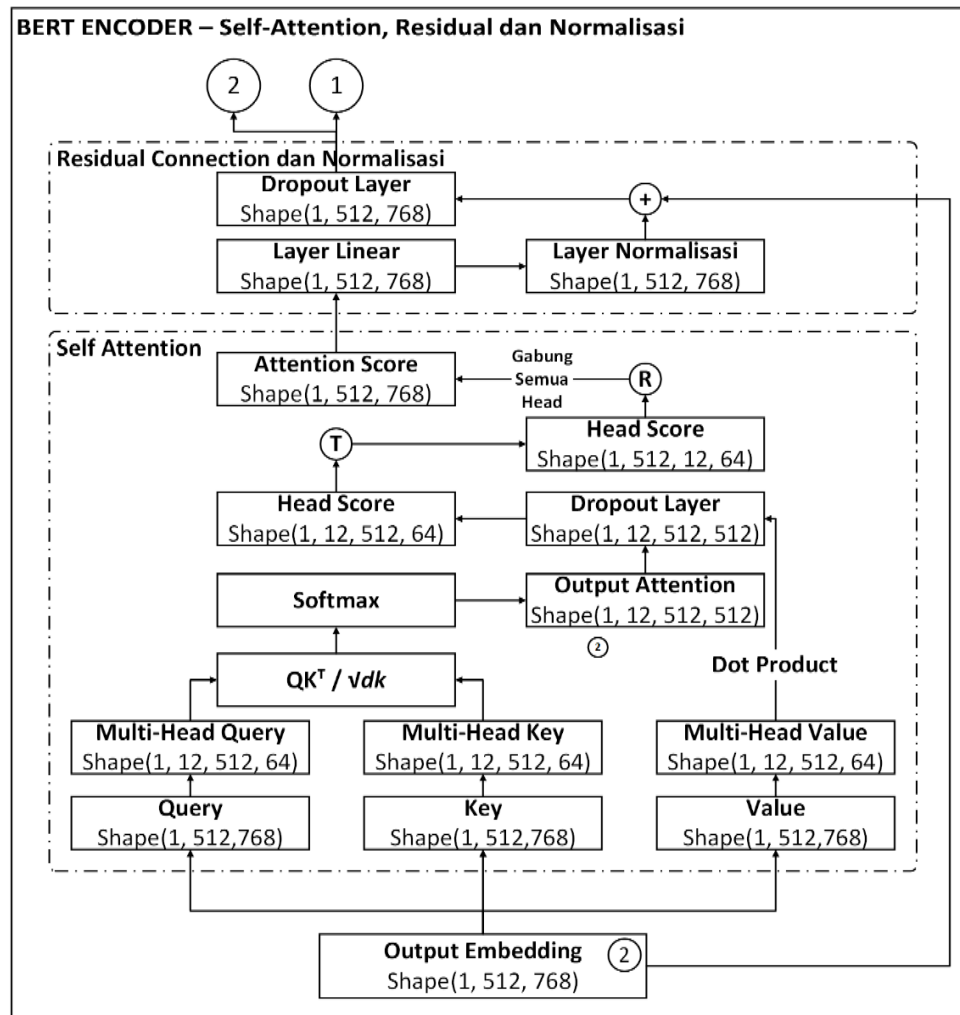 BERT ENCODER – Self-Attention, Residual dan Normalisasi
2
1
Residual Connection dan Normalisasi
Dropout Layer
Shape(1, 512, 768)
+
Layer Linear
Shape(1, 512, 768)
Layer Normalisasi
Shape(1, 512, 768)
Self Attention
Attention Score
Shape(1, 512, 768)
Gabung
Semua
Head
R
T
Head Score
Shape(1, 512, 12, 64)
Head Score
Shape(1, 12, 512, 64)
Dropout Layer
Shape(1, 12, 512, 512)
Softmax
Output Attention
Shape(1, 12, 512, 512)
2
Dot Product
QKᵀ / √dk
Multi-Head Query
Shape(1, 12, 512, 64)
Multi-Head Key
Shape(1, 12, 512, 64)
Multi-Head Value
Shape(1, 12, 512, 64)
Query
Shape(1, 512,768)
Key
Shape(1, 512,768)
Value
Shape(1, 512,768)
Output Embedding
Shape(1, 512, 768)
2